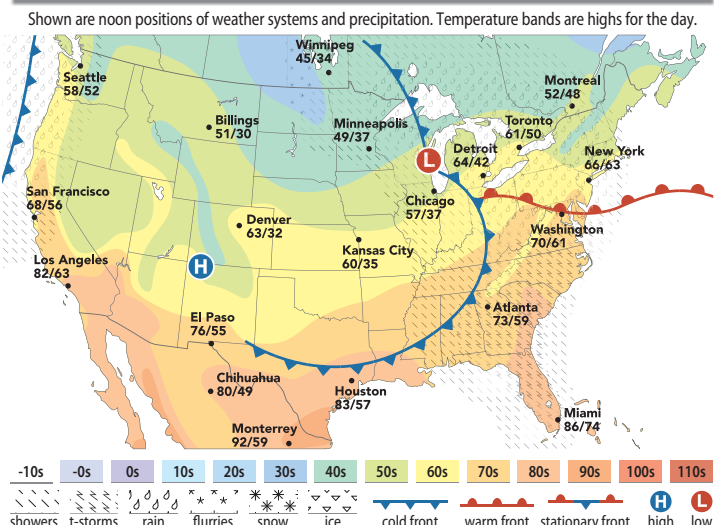 Shown are noon positions of weather systems and precipitation. Temperature bands are highs for the day.
Winnipeg
45/34
Seattle
58/52
Montreal
52/48
Billings
51/30
Minneapolis
49/37
Toronto
61/50
Detroit
64/42
New York
66/63
L
San Francisco
68/56
Chicago
57/37
Denver
63/32
Washington
70/61
Kansas City
60/35
Los Angeles
82/63
H
El Paso
76/55
Atlanta
73/59
Chihuahua
80/49
Houston
83/57
Miami
86/74
Monterrey
92/59
-10s -0s 0s 10s 20s 30s 40s 50s 60s 70s 80s 90s 100s 110s
H L
showers t-storms rain flurries snow ice cold front warm front stationary front high low